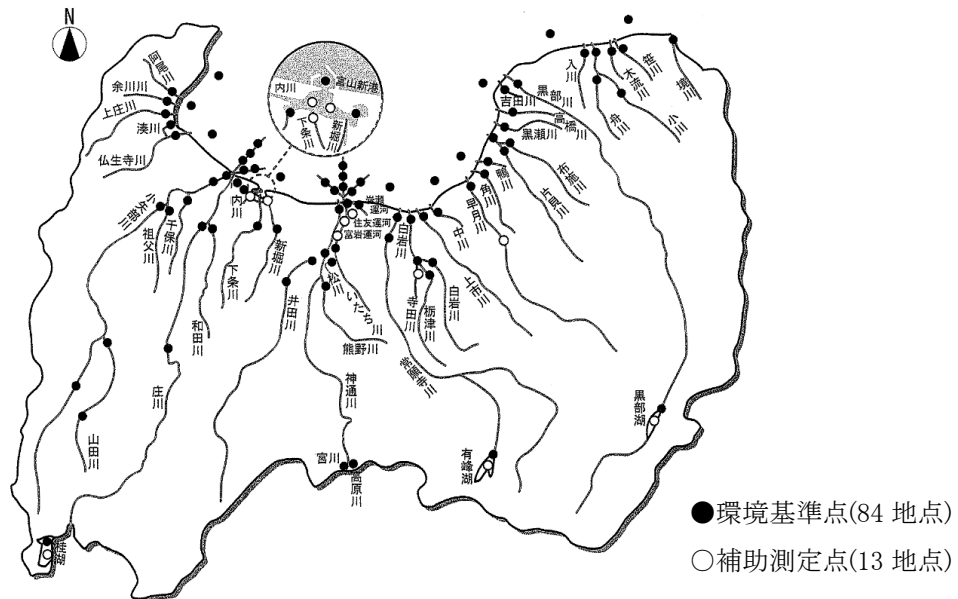 N
阿尾川
余川川
上庄川
湊川
仏生寺川
小矢部川
祖父川
千保川
内川
富山新港
内川
下条川
新堀川
和田川
下条川
新堀川
庄川
山田川
桂湖
井田川
松川
いたち川
熊野川
神通川
宮川
高原川
岩瀬運河
住友運河
富岩運河
常願寺川
白岩川
寺田川
栃津川
白岩川
上市川
中川
早月川
角川
鴨川
片貝川
布施川
黒瀬川
高橋川
吉田川
黒部川
入川
舟川
小川
木流川
笹川
境川
有峰湖
黒部湖
●環境基準点(84 地点)
○補助測定点(13 地点)